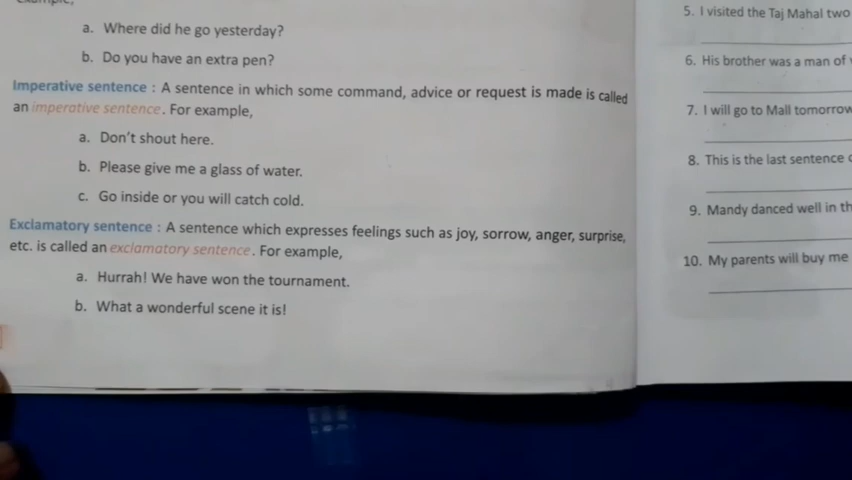 a. Where did he go yesterday?
b. Do you have an extra pen?
Imperative sentence : A sentence in which some command, advice or request is made is called
an imperative sentence. For example,
a. Don't shout here.
b. Please give me a glass of water.
c. Go inside or you will catch cold.
Exclamatory sentence : A sentence which expresses feelings such as joy, sorrow, anger, surprise,
etc. is called an exclamatory sentence. For example,
a. Hurrah! We have won the tournament.
b. What a wonderful scene it is!
5. I visited the Taj Mahal two
6. His brother was a man of
7. I will go to Mall tomorrow
8. This is the last sentence
9. Mandy danced well in th
10. My parents will buy me